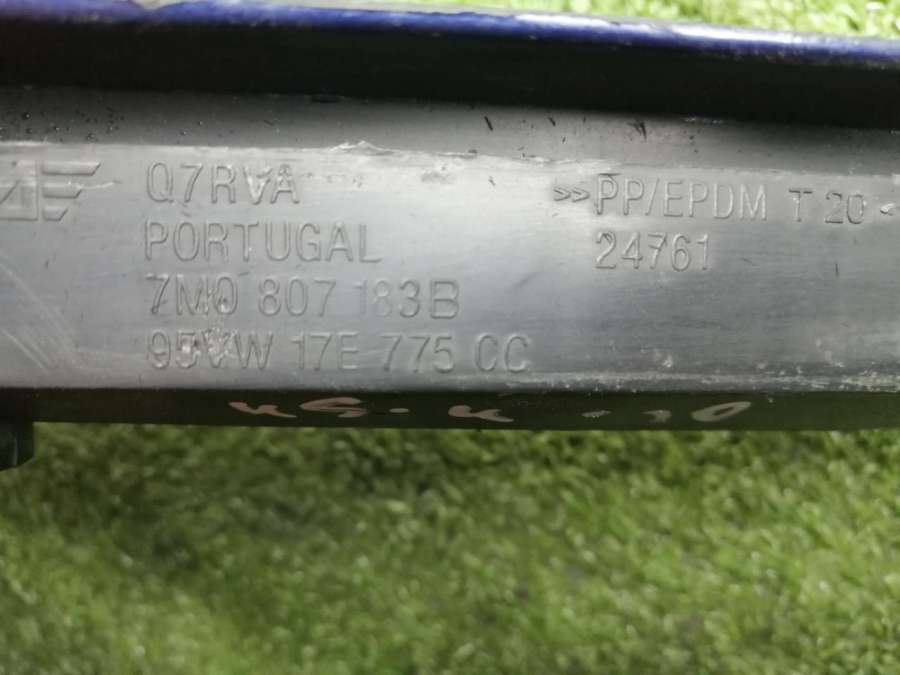 Q7RVA
PORTUGAL
7M0 807 183B
95VW 17E 775 CC
>>PP/EPDM T 20
24761